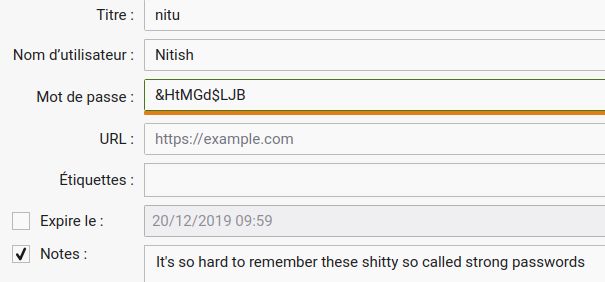 Titre : nitu
Nom d’utilisateur : Nitish
Mot de passe : &HtMGd$LJB
URL : https://example.com
Étiquettes :
Expire le : 20/12/2019 09:59
Notes : It's so hard to remember these shitty so called strong passwords